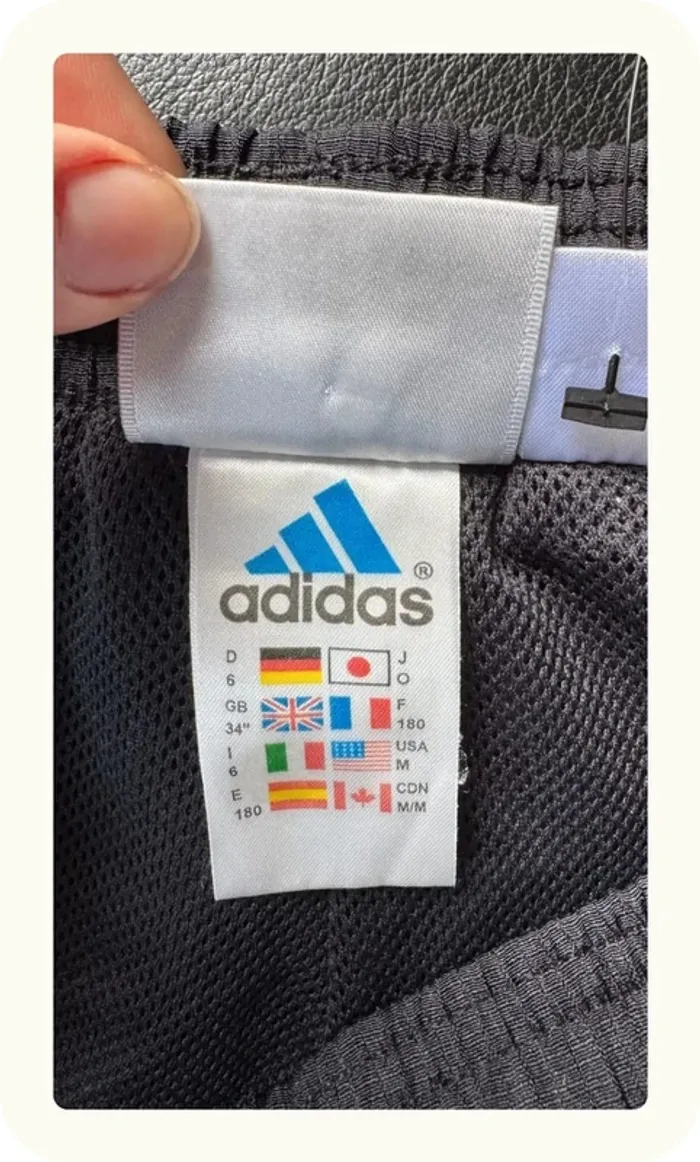 adidas®
D J
6 O
GB F
34" 180
I USA
6 M
E CDN
180 M/M